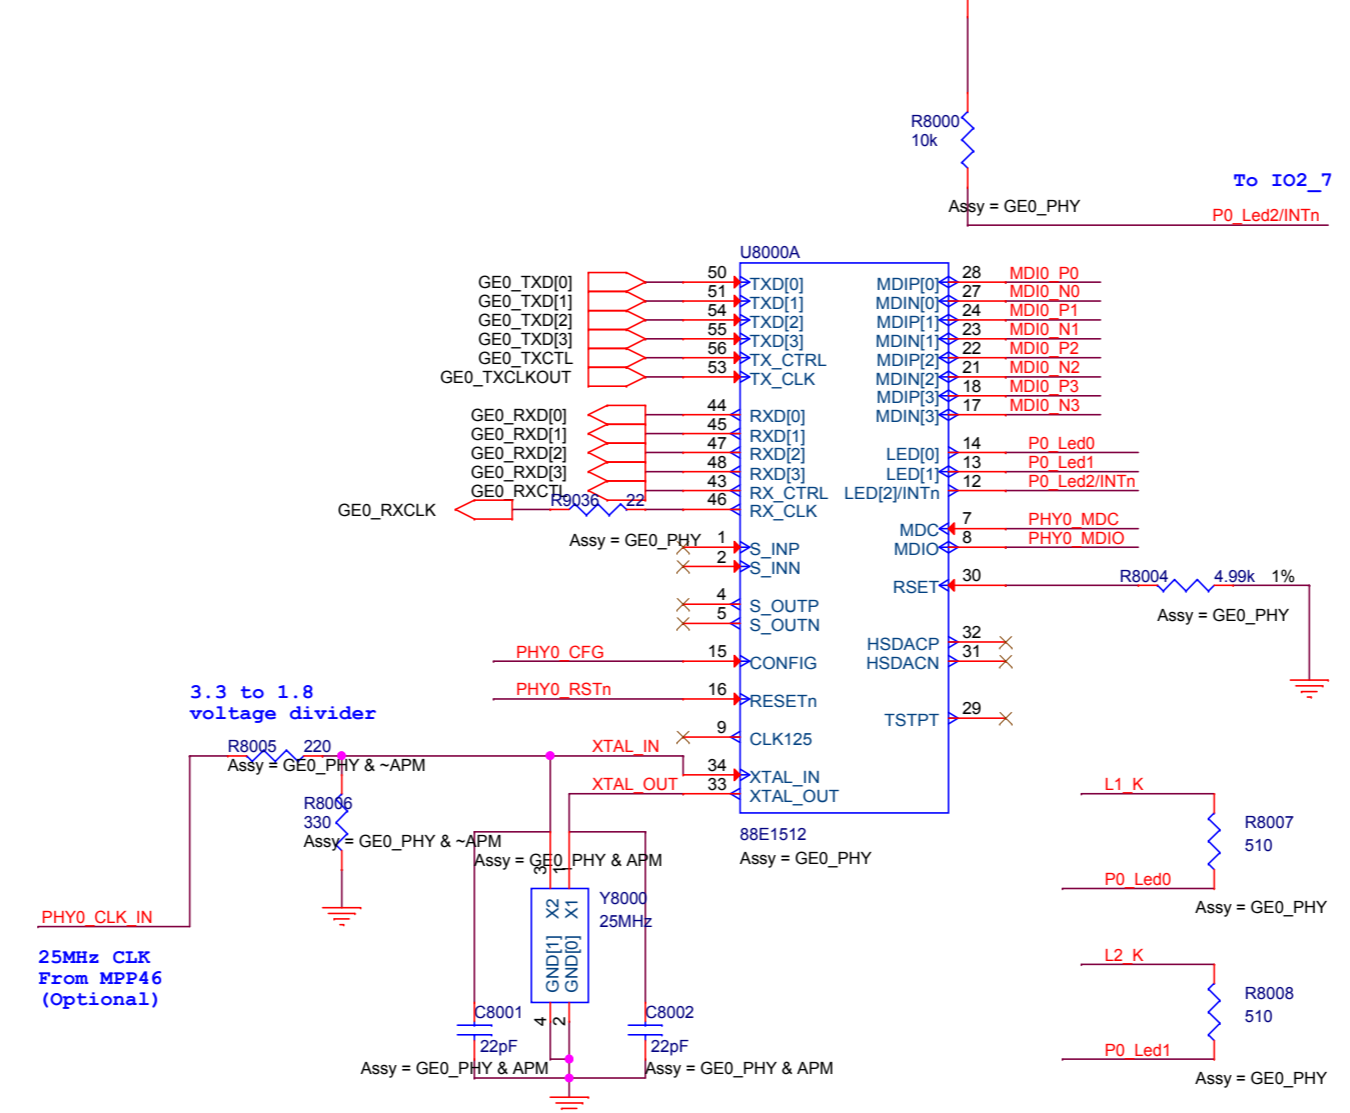 R8000
10k
Assy = GE0_PHY
To IO2_7
P0_Led2/INTn
U8000A
GE0_TXD[0] 50 TXD[0]
GE0_TXD[1] 51 TXD[1]
GE0_TXD[2] 54 TXD[2]
GE0_TXD[3] 55 TXD[3]
GE0_TXCTL 56 TX_CTRL
GE0_TXCLKOUT 53 TX_CLK
GE0_RXD[0] 44 RXD[0]
GE0_RXD[1] 45 RXD[1]
GE0_RXD[2] 47 RXD[2]
GE0_RXD[3] 48 RXD[3]
GE0_RXCTL 43 RX_CTRL
GE0_RXCLK R9036 22 46 RX_CLK
Assy = GE0_PHY
1 S_INP
2 S_INN
4 S_OUTP
5 S_OUTN
PHY0_CFG 15 CONFIG
PHY0_RSTn 16 RESETn
9 CLK125
XTAL_IN 34 XTAL_IN
XTAL_OUT 33 XTAL_OUT
MDIP[0] 28 MDI0_P0
MDIN[0] 27 MDI0_N0
MDIP[1] 24 MDI0_P1
MDIN[1] 23 MDI0_N1
MDIP[2] 22 MDI0_P2
MDIN[2] 21 MDI0_N2
MDIP[3] 18 MDI0_P3
MDIN[3] 17 MDI0_N3
LED[0] 14 P0_Led0
LED[1] 13 P0_Led1
LED[2]/INTn 12 P0_Led2/INTn
MDC 7 PHY0_MDC
MDIO 8 PHY0_MDIO
RSET 30 R8004 4.99k 1%
Assy = GE0_PHY
HSDACP 32
HSDACN 31
TSTPT 29
88E1512
Assy = GE0_PHY
3.3 to 1.8
voltage divider
R8005 220
Assy = GE0_PHY & ~APM
R8006
330
Assy = GE0_PHY & ~APM
PHY0_CLK_IN
25MHz CLK
From MPP46
(Optional)
Assy = GE0_PHY & APM
3 1
X2 X1
GND[1] GND[0]
4 2
Y8000
25MHz
C8001
22pF
Assy = GE0_PHY & APM
C8002
22pF
Assy = GE0_PHY & APM
L1_K
R8007
510
P0_Led0
Assy = GE0_PHY
L2_K
R8008
510
P0_Led1
Assy = GE0_PHY